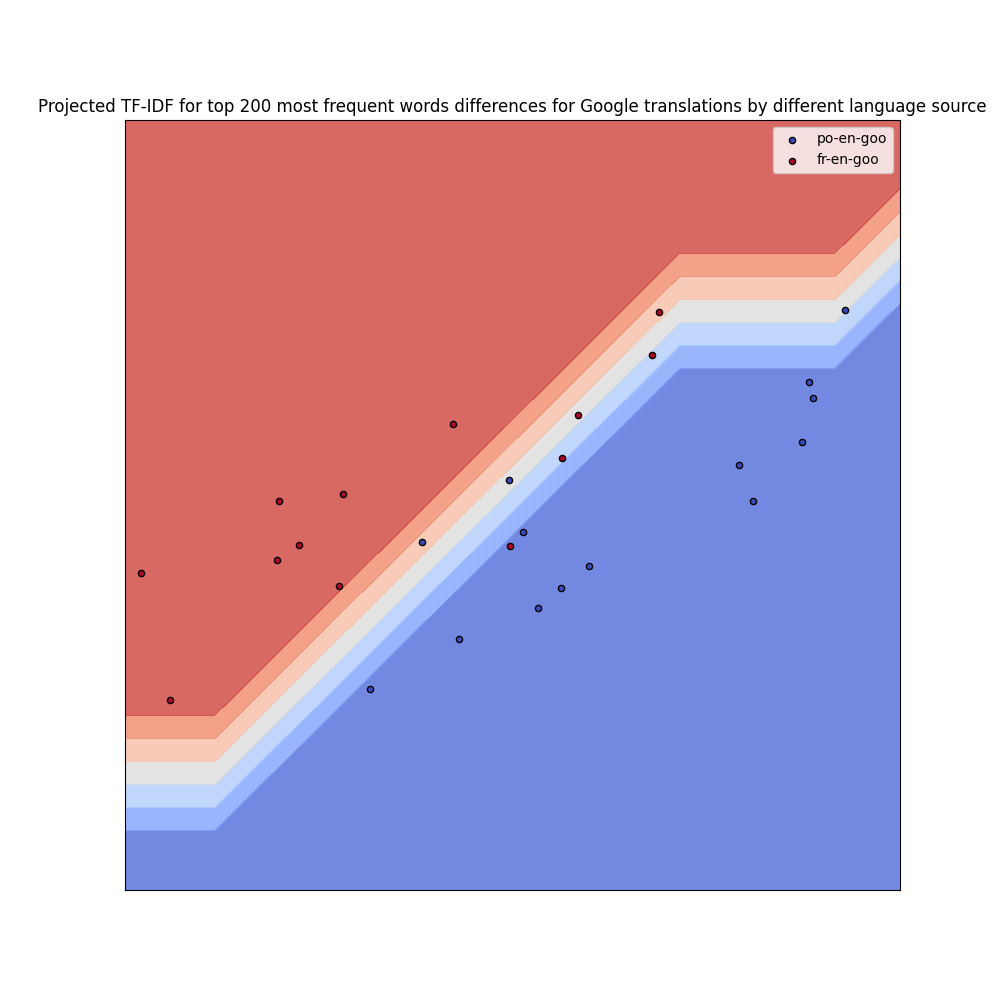 Projected TF-IDF for top 200 most frequent words differences for Google translations by different language source
po-en-goo
fr-en-goo